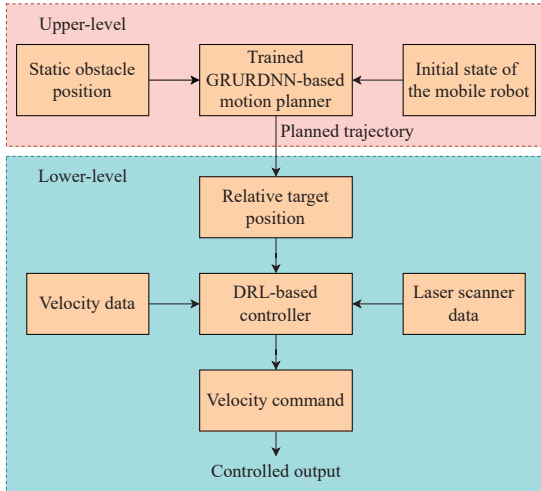 Upper-level
Static obstacle
position
Trained
GRURDNN-based
motion planner
Initial state of
the mobile robot
Planned trajectory
Lower-level
Relative target
position
Velocity data
DRL-based
controller
Laser scanner
data
Velocity command
Controlled output